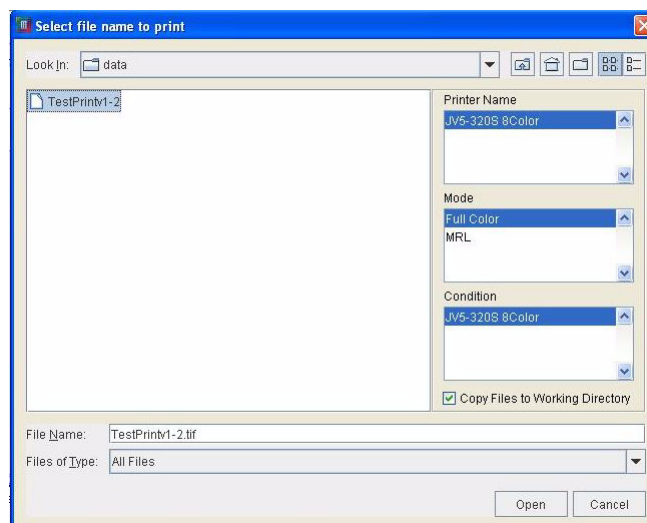 Select file name to print
Look In: data
TestPrintv1-2
Printer Name
JV5-320S 8Color
Mode
Full Color
MRL
Condition
JV5-320S 8Color
Copy Files to Working Directory
File Name: TestPrintv1-2.tif
Files of Type: All Files
Open Cancel